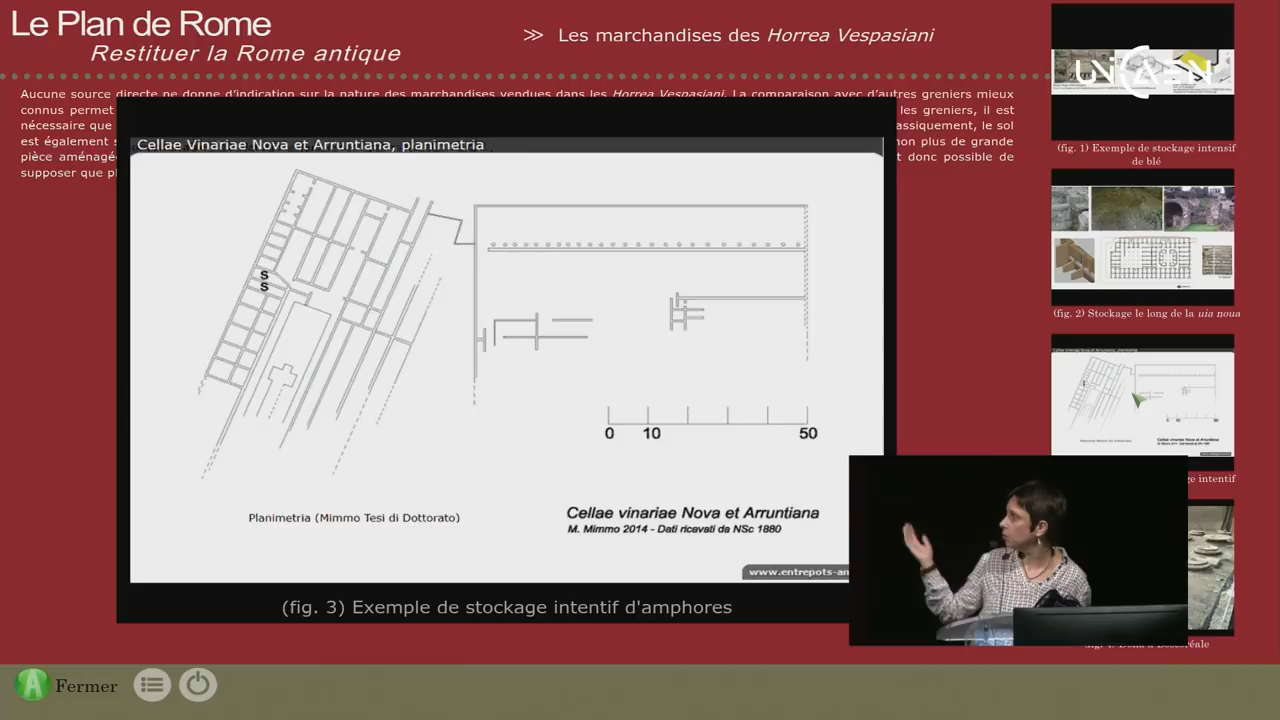 Le Plan de Rome
Restituer la Rome antique
>> Les marchandises des Horrea Vespasiani
Aucune source directe ne donne d'indication sur la nature des marchandises vendues dans les Horrea Vespasiani. La comparaison avec d'autres greniers mieux
connus permet
les greniers, il est
nécessaire que
assiquement, le sol
est également s
non plus de grande
pièce aménagé
t donc possible de
supposer que pl
Cellae Vinariae Nova et Arruntiana, planimetria
S
S
0 10 50
Planimetria (Mimmo Tesi di Dottorato)
Cellae vinariae Nova et Arruntiana
M. Mimmo 2014 - Dati ricavati da NSc 1880
www.entrepots-an
(fig. 3) Exemple de stockage intentif d'amphores
UNICAEN
(fig. 1) Exemple de stockage intensif
de blé
(fig. 2) Stockage le long de la uia noua
ge intentif
Fermer
A